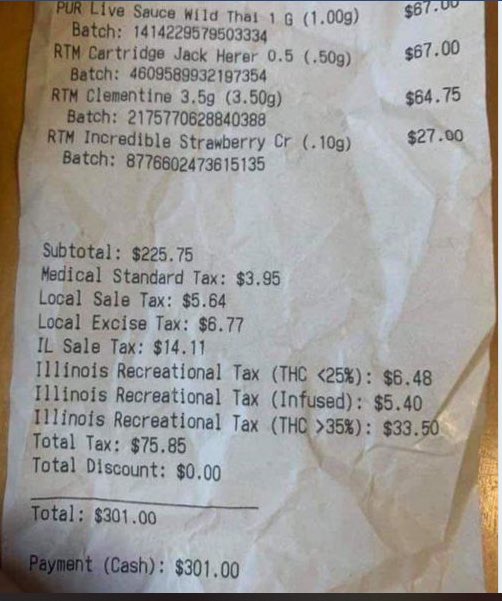 PUR Live Sauce Wild Thai 1 G (1.00g) $67.00
Batch: 1414229579503334
RTM Cartridge Jack Herer 0.5 (.50g) $67.00
Batch: 4609589932197354
RTM Clementine 3.5g (3.50g) $64.75
Batch: 2175770628840388
RTM Incredible Strawberry Cr (.10g) $27.00
Batch: 8776602473615135
Subtotal: $225.75
Medical Standard Tax: $3.95
Local Sale Tax: $5.64
Local Excise Tax: $6.77
IL Sale Tax: $14.11
Illinois Recreational Tax (THC <25%): $6.48
Illinois Recreational Tax (Infused): $5.40
Illinois Recreational Tax (THC >35%): $33.50
Total Tax: $75.85
Total Discount: $0.00
Total: $301.00
Payment (Cash): $301.00